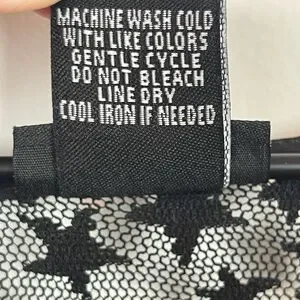 MACHINE WASH COLD
WITH LIKE COLORS
GENTLE CYCLE
DO NOT BLEACH
LINE DRY
COOL IRON IF NEEDED